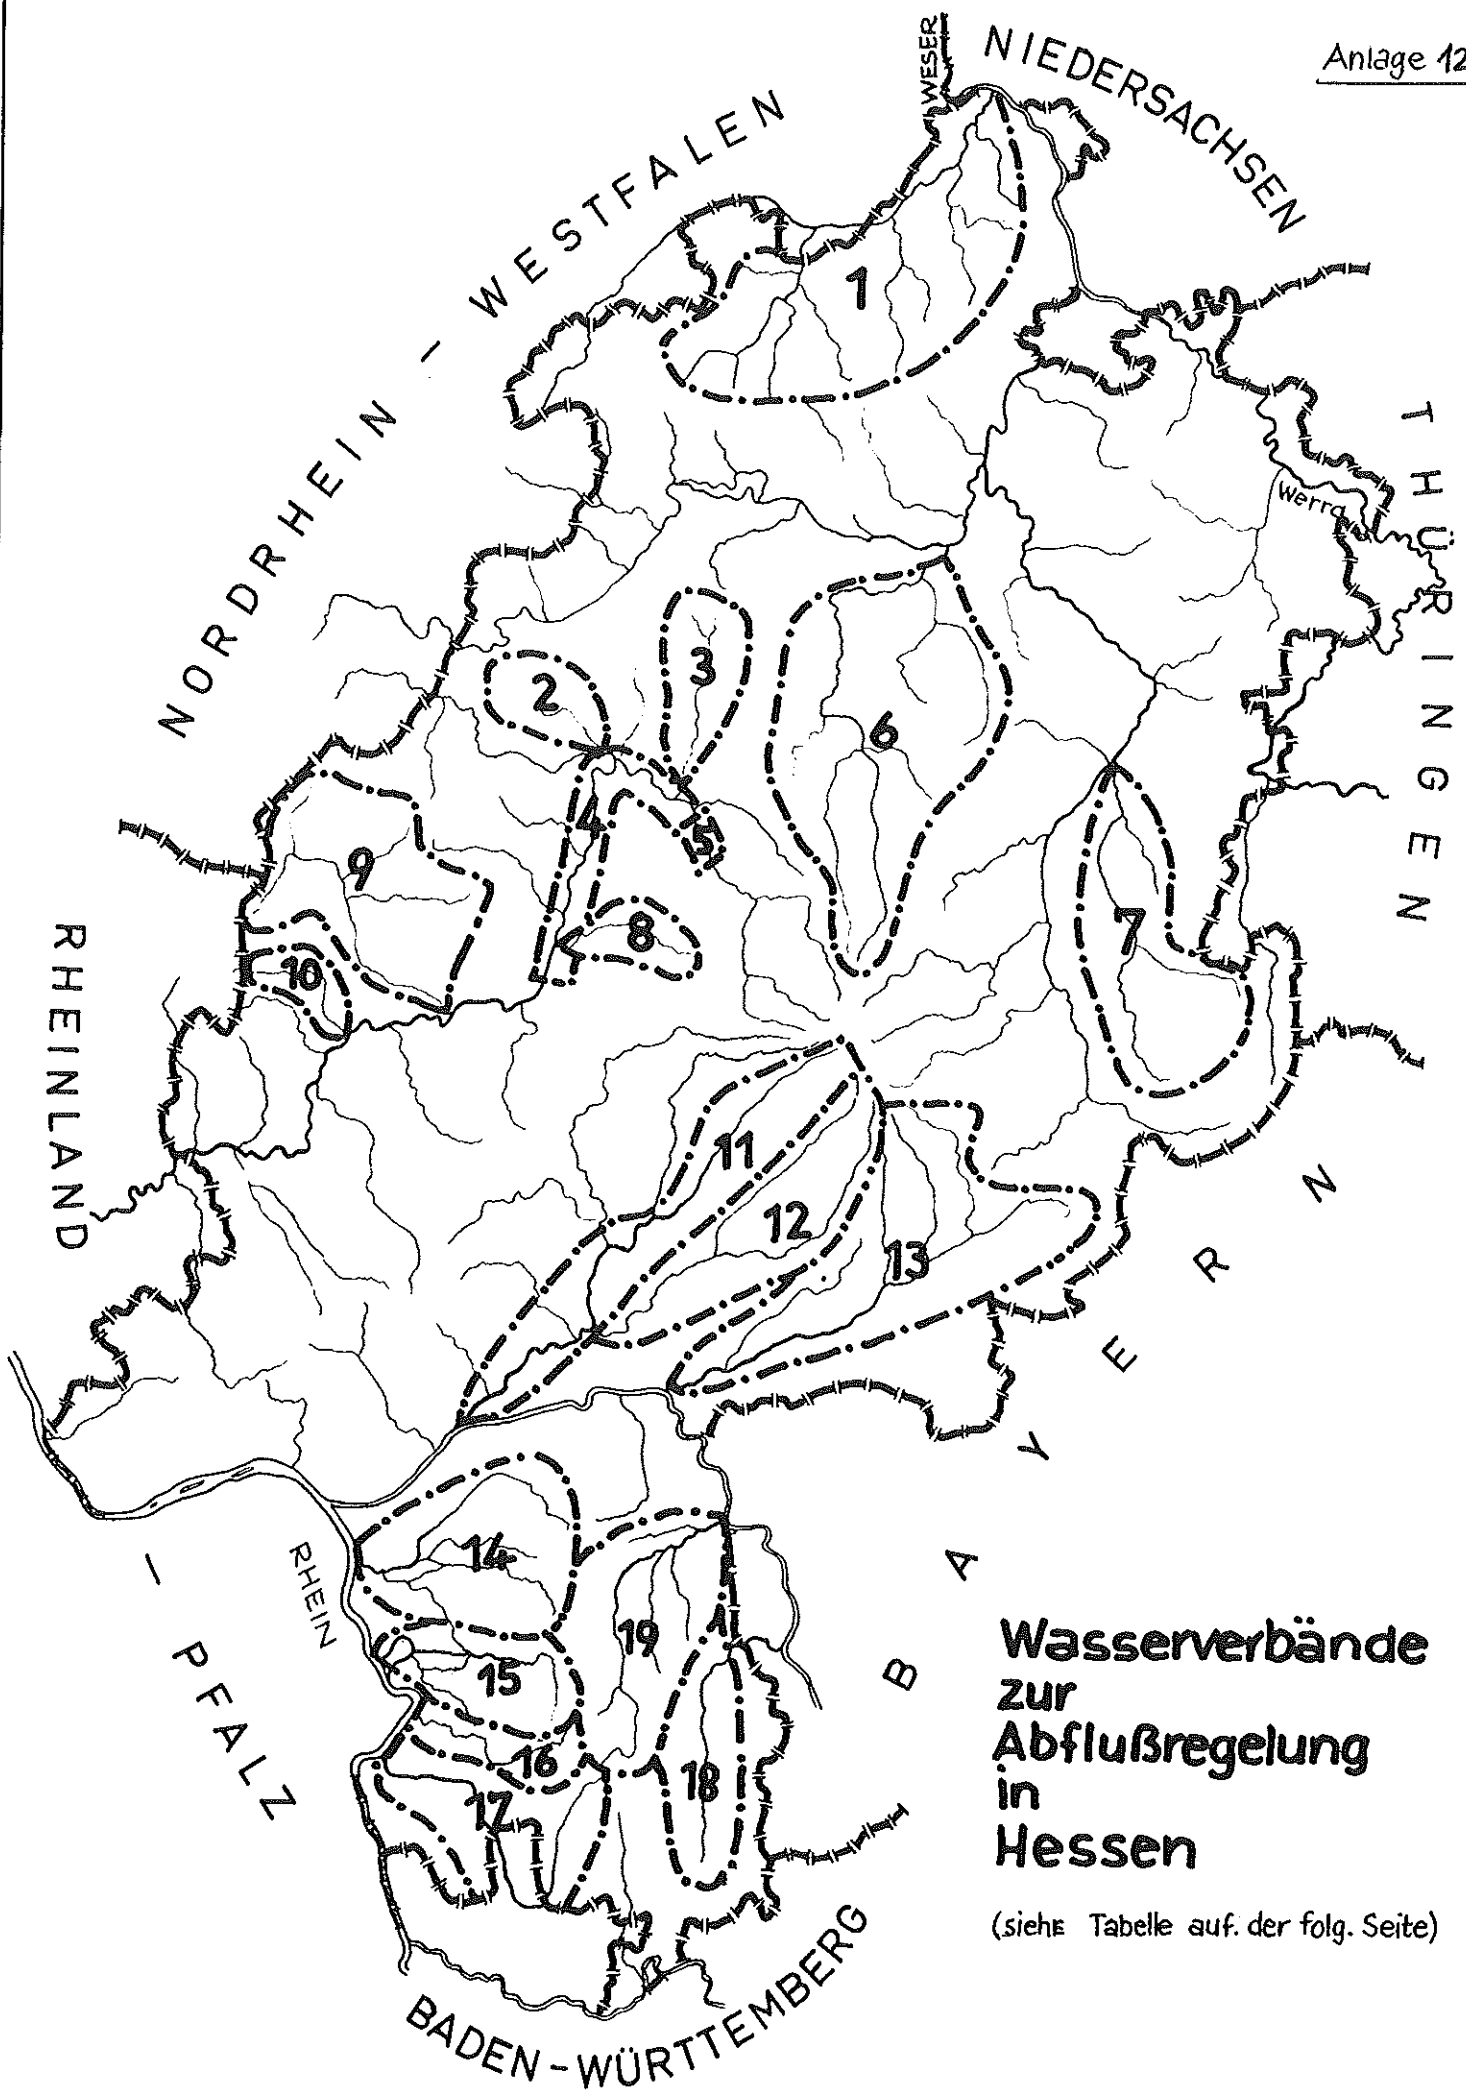 Anlage 12
WESER
NIEDERSACHSEN
NORDRHEIN - WESTFALEN
THÜRINGEN
Werra
1
2
3
4
5
6
7
8
9
10
11
12
13
14
15
16
17
18
19
RHEINLAND - PFALZ
RHEIN
BAYERN
BADEN-WÜRTTEMBERG
Wasserverbände
zur
Abflußregelung
in
Hessen
(siehe Tabelle auf. der folg. Seite)